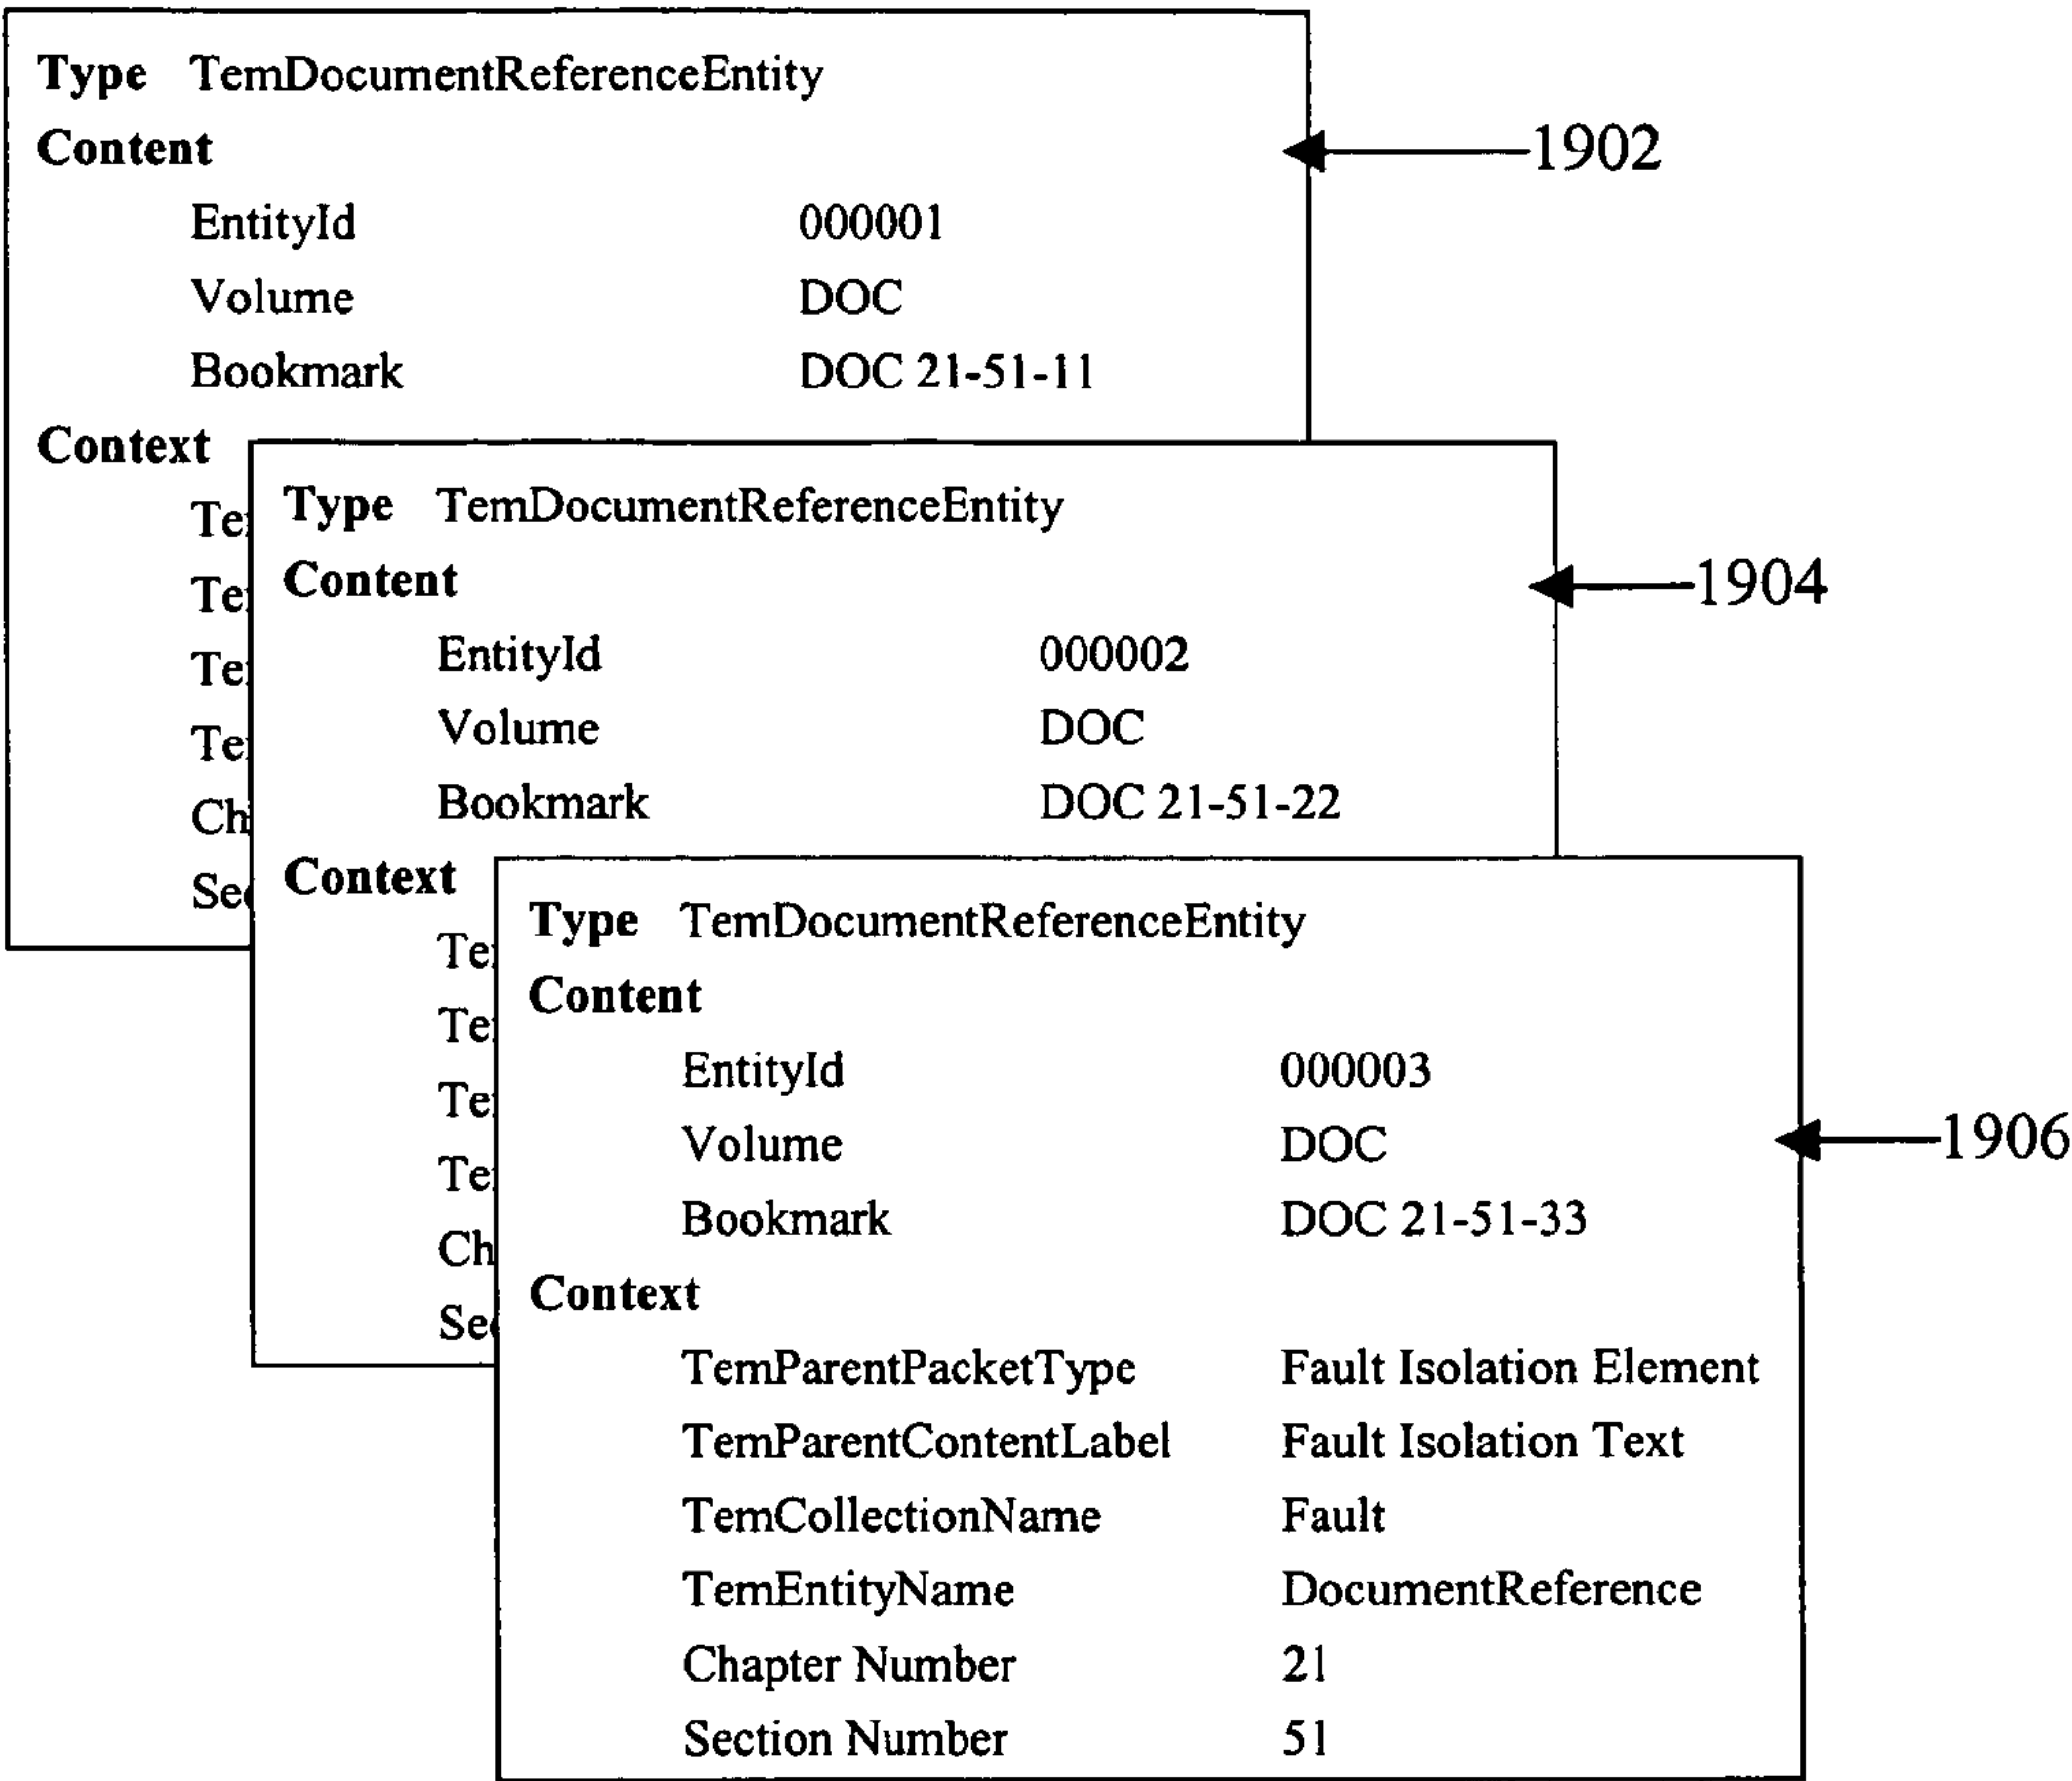 Type TemDocumentReferenceEntity
Content
1902
EntityId 000001
Volume DOC
Bookmark DOC 21-51-11
Context
Type TemDocumentReferenceEntity
Content
1904
EntityId 000002
Volume DOC
Bookmark DOC 21-51-22
Context
Type TemDocumentReferenceEntity
Content
EntityId 000003
Volume DOC
1906
Bookmark DOC 21-51-33
Context
TemParentPacketType Fault Isolation Element
TemParentContentLabel Fault Isolation Text
TemCollectionName Fault
TemEntityName DocumentReference
Chapter Number 21
Section Number 51